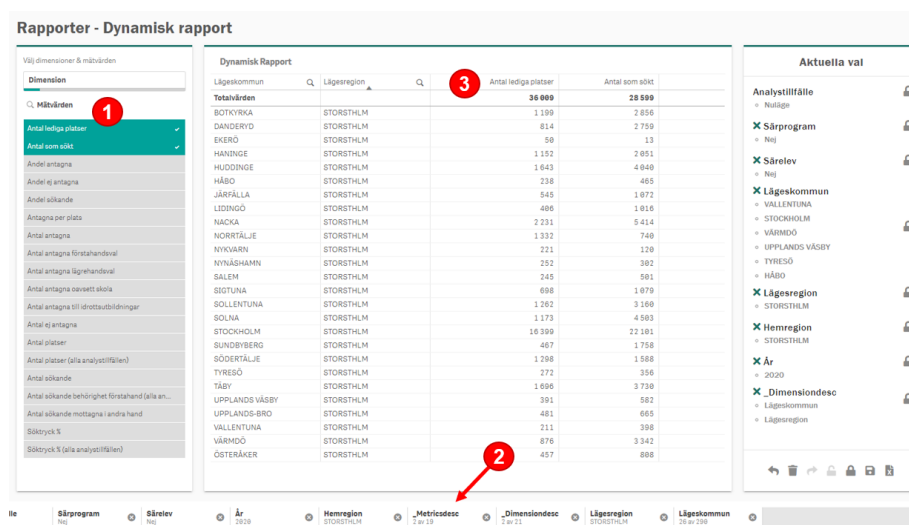 Rapporter - Dynamisk rapport
Välj dimensioner & mätvärden
Dimension
Mätvärden
1
Antal lediga platser
Antal som sökt
Andel antagna
Andel ej antagna
Andel sökande
Antagna per plats
Antal antagna
Antal antagna förstahandsval
Antal antagna lägrehandsval
Antal antagna oavsett skola
Antal antagna till idrottautbildningar
Antal ej antagna
Antal platser
Antal platser (alla analystillfällen)
Antal sökande
Antal sökande behörighet förstahand (alla an...
Antal sökande mottagna i andra hand
Söktryck %
Söktryck % (alla analystillfällen)
Dynamisk Rapport
Lägeskommun Lägesregion 3 Antal lediga platser Antal som sökt
Totalvärden 36 009 28 599
BOTKYRKA STORSTHLM 1 199 2 856
DANDERYD STORSTHLM 814 2 759
EKERÖ STORSTHLM 50 13
HANINGE STORSTHLM 1 152 2 051
HUDDINGE STORSTHLM 1 643 4 040
HÅBO STORSTHLM 238 465
JÄRFÄLLA STORSTHLM 545 1 072
LIDINGÖ STORSTHLM 406 1 016
NACKA STORSTHLM 2 231 5 414
NORRTÄLJE STORSTHLM 1 332 740
NYKVARN STORSTHLM 221 120
NYNÄSHAMN STORSTHLM 252 302
SALEM STORSTHLM 245 501
SIGTUNA STORSTHLM 698 1 079
SOLLENTUNA STORSTHLM 1 262 3 160
SOLNA STORSTHLM 1 173 4 503
STOCKHOLM STORSTHLM 16 399 22 101
SUNDBYBERG STORSTHLM 467 1 758
SÖDERTÄLJE STORSTHLM 1 298 1 588
TYRESÖ STORSTHLM 272 356
TÄBY STORSTHLM 1 696 3 730
UPPLANDS VÄSBY STORSTHLM 391 582
UPPLANDS-BRO STORSTHLM 481 665
VALLENTUNA STORSTHLM 211 398
VÄRMDÖ STORSTHLM 876 3 342
ÖSTERÅKER STORSTHLM 457 808
2
Aktuella val
Analystillfälle
Nuläge
Särprogram
Nej
Särelev
Nej
Lägeskommun
VALLENTUNA
STOCKHOLM
VÄRMDÖ
UPPLANDS VÄSBY
TYRESÖ
HÅBO
Lägesregion
STORSTHLM
Hemregion
STORSTHLM
År
2020
_Dimensiondesc
Lägeskommun
Lägesregion
lle Särprogram Särelev År Hemregion _Metricsdesc _Dimensiondesc Lägesregion Lägeskommun
Nej Nej 2020 STORSTHLM 2 av 19 2 av 21 STORSTHLM 26 av 290